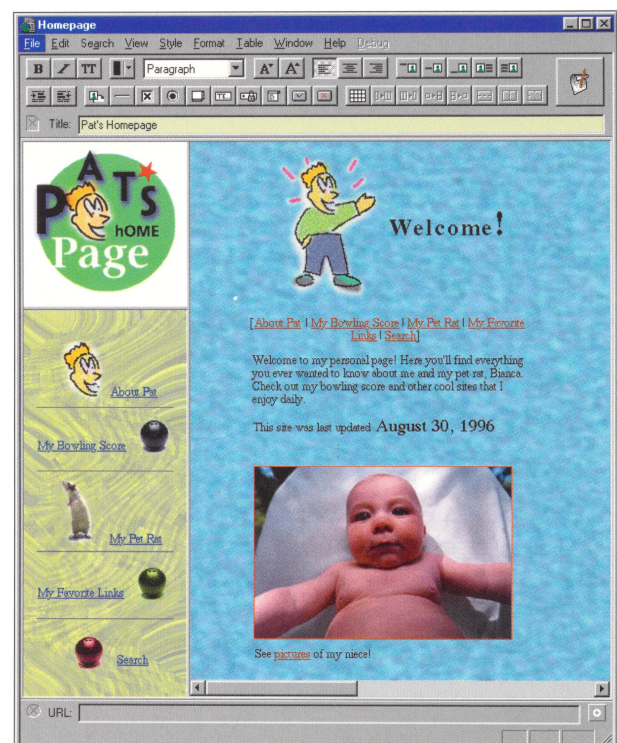 Homepage
File Edit Search View Style Format Table Window Help Debug
B I TT Paragraph A A
Title: Pat's Homepage
PATS
hOME
Page
Welcome!
[About Pat | My Bowling Score | My Pet Rat | My Favorite
Links | Search]
Welcome to my personal page! Here you'll find everything
you ever wanted to know about me and my pet rat, Bianca.
Check out my bowling score and other cool sites that I
enjoy daily.
This site was last updated August 30, 1996
See pictures of my niece!
About Pat
My Bowling Score
My Pet Rat
My Favorite Links
Search
URL: